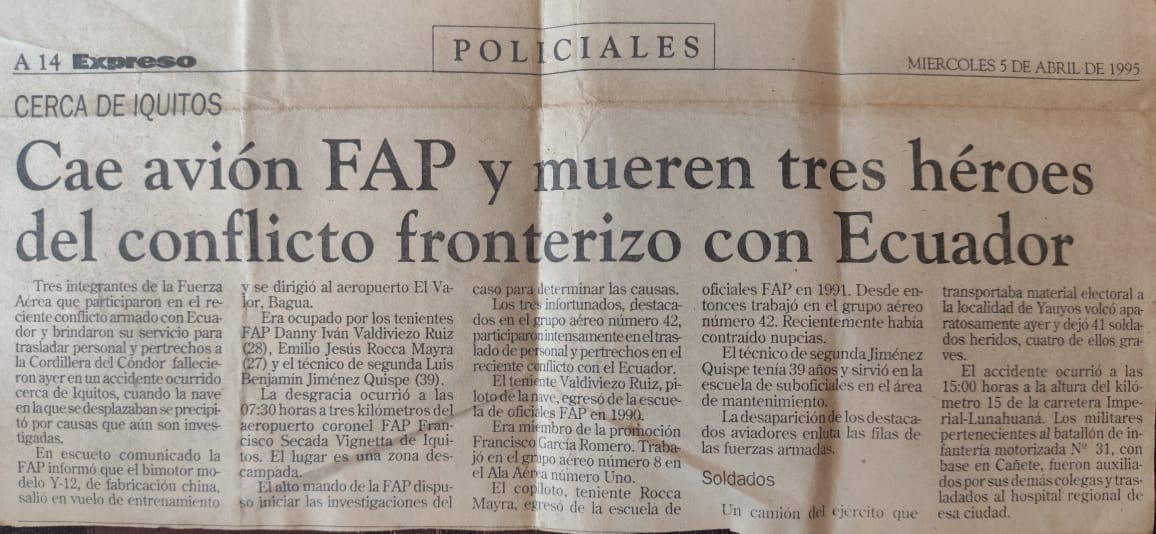 POLICIALES
A 14 Expreso
MIERCOLES 5 DE ABRIL DE 1995
CERCA DE IQUITOS
Cae avión FAP y mueren tres héroes
del conflicto fronterizo con Ecuador
Tres integrantes de la Fuerza
Aérea que participaron en el re-
ciente conflicto armado con Ecua-
dor y brindaron su servicio para
trasladar personal y pertrechos a
la Cordillera del Cóndor fallecie-
ron ayer en un accidente ocurrido
cerca de Iquitos, cuando la nave
en la que se desplazaban se precipi-
tó por causas que aún son inves-
tigadas.
En escueto comunicado la
FAP informó que el bimotor mo-
delo Y-12, de fabricación china,
salió en vuelo de entrenamiento
y se dirigió al aeropuerto El Va-
lor, Bagua.
Era ocupado por los tenientes
FAP Danny Iván Valdiviezo Ruiz
(28), Emilio Jesús Rocca Mayra
(27) y el técnico de segunda Luis
Benjamín Jiménez Quispe (39).
La desgracia ocurrió a las
07:30 horas a tres kilómetros del
aeropuerto coronel FAP Fran-
cisco Secada Vignetta de Iqui-
tos. El lugar es una zona des-
campada.
El alto mando de la FAP dispu-
so iniciar las investigaciones del
caso para determinar las causas.
Los tres infortunados, destaca-
dos en el grupo aéreo número 42,
participaron intensamente en el tras-
lado de personal y pertrechos en el
reciente conflicto con el Ecuador.
El teniente Valdiviezo Ruiz, pi-
loto de la nave, egresó de la escue-
la de oficiales FAP en 1990.
Era miembro de la promoción
Francisco García Romero. Traba-
jó en el grupo aéreo número 8 en
el Ala Aérea número Uno.
El copiloto, teniente Rocca
Mayra, egresó de la escuela de
oficiales FAP en 1991. Desde en-
tonces trabajó en el grupo aéreo
número 42. Recientemente había
contraído nupcias.
El técnico de segunda Jiménez
Quispe tenía 39 años y sirvió en la
escuela de suboficiales en el área
de mantenimiento.
La desaparición de los destaca-
dos aviadores enluta las filas de
las fuerzas armadas.
Soldados
Un camión del ejército que
transportaba material electoral a
la localidad de Yauyos volcó apa-
ratosamente ayer y dejó 41 solda-
dos heridos, cuatro de ellos gra-
ves.
El accidente ocurrió a las
15:00 horas a la altura del kiló-
metro 15 de la carretera Impe-
rial-Lunahuaná. Los militares
pertenecientes al batallón de in-
fantería motorizada Nº 31, con
base en Cañete, fueron auxilia-
dos por sus demás colegas y tras-
ladados al hospital regional de
esa ciudad.